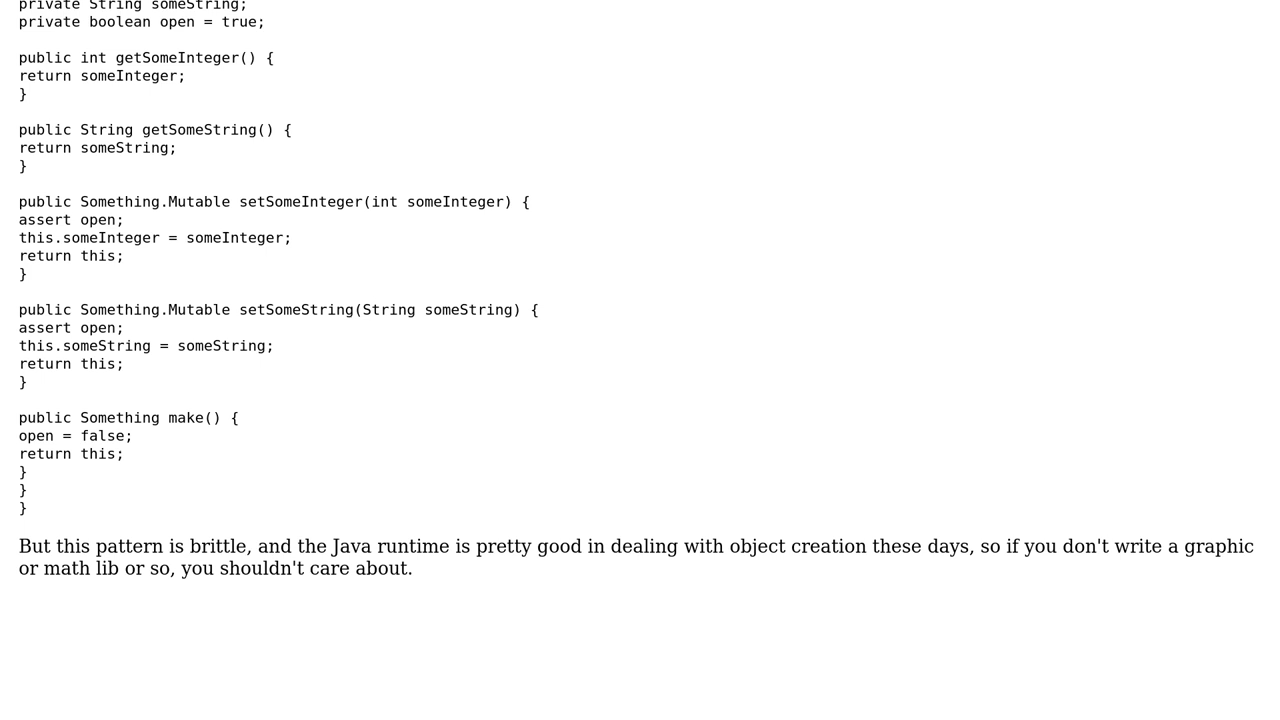 private String someString;
private boolean open = true;

public int getSomeInteger() {
return someInteger;
}

public String getSomeString() {
return someString;
}

public Something.Mutable setSomeInteger(int someInteger) {
assert open;
this.someInteger = someInteger;
return this;
}

public Something.Mutable setSomeString(String someString) {
assert open;
this.someString = someString;
return this;
}

public Something make() {
open = false;
return this;
}
}
}

But this pattern is brittle, and the Java runtime is pretty good in dealing with object creation these days, so if you don't write a graphic
or math lib or so, you shouldn't care about.